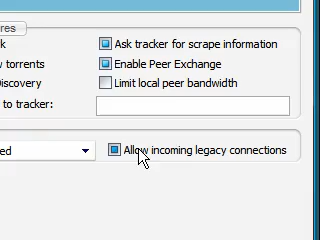 res
k
Ask tracker for scrape information
w torrents
Enable Peer Exchange
Discovery
Limit local peer bandwidth
to tracker:
ed
Allow incoming legacy connections